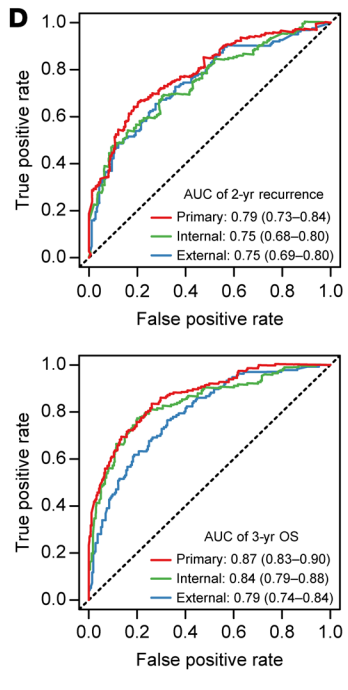 D
1.0
0.8
0.6
0.4
0.2
0.0
True positive rate
AUC of 2-yr recurrence
Primary: 0.79 (0.73–0.84)
Internal: 0.75 (0.68–0.80)
External: 0.75 (0.69–0.80)
0.0 0.2 0.4 0.6 0.8 1.0
False positive rate
1.0
0.8
0.6
0.4
0.2
0.0
True positive rate
AUC of 3-yr OS
Primary: 0.87 (0.83–0.90)
Internal: 0.84 (0.79–0.88)
External: 0.79 (0.74–0.84)
0.0 0.2 0.4 0.6 0.8 1.0
False positive rate